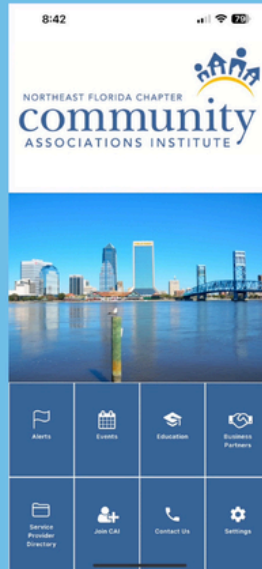 8:42
79
NORTHEAST FLORIDA CHAPTER
community
ASSOCIATIONS INSTITUTE
Alerts
Events
Education
Business
Partners
Service
Provider
Directory
Join CAI
Contact Us
Settings